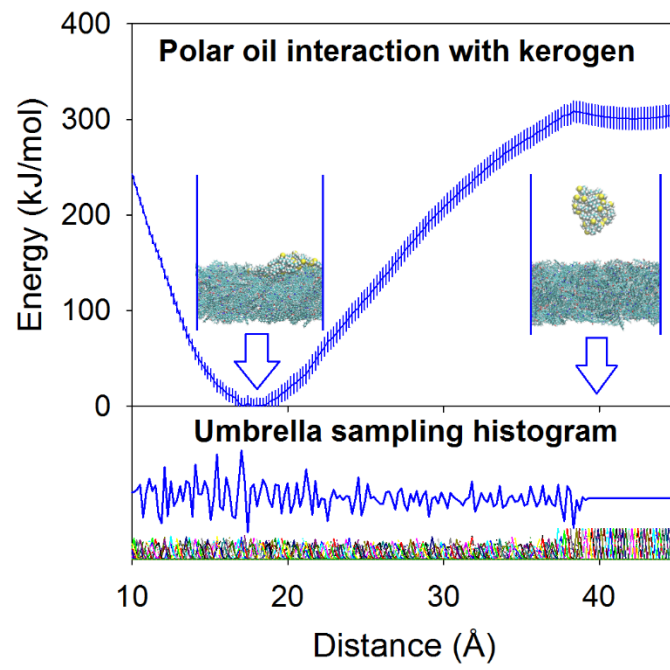 400
Polar oil interaction with kerogen
300
200
100
0
Energy (kJ/mol)
Umbrella sampling histogram
10 20 30 40
Distance (Å)